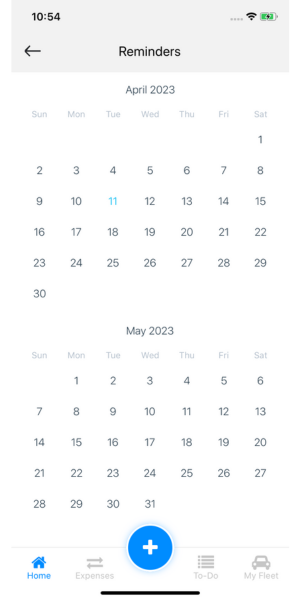 10:54
Reminders
April 2023
Sun Mon Tue Wed Thu Fri Sat
1
2 3 4 5 6 7 8
9 10 11 12 13 14 15
16 17 18 19 20 21 22
23 24 25 26 27 28 29
30
May 2023
Sun Mon Tue Wed Thu Fri Sat
1 2 3 4 5 6
7 8 9 10 11 12 13
14 15 16 17 18 19 20
21 22 23 24 25 26 27
28 29 30 31
Home Expenses To-Do My Fleet